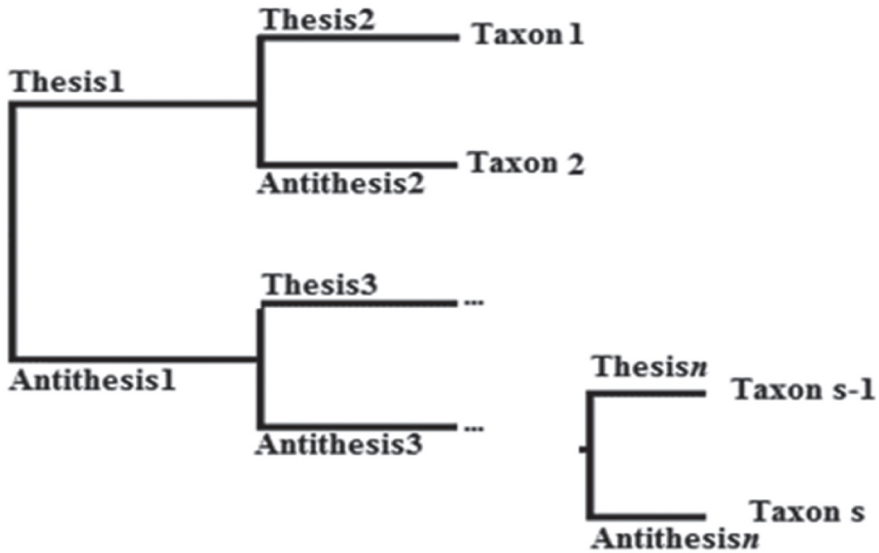 Thesis2
Taxon 1
Thesis1
Taxon 2
Antithesis2
Thesis3
...
Antithesis1
Thesisn
Taxon s-1
...
Antithesis3
Taxon s
Antithesisn